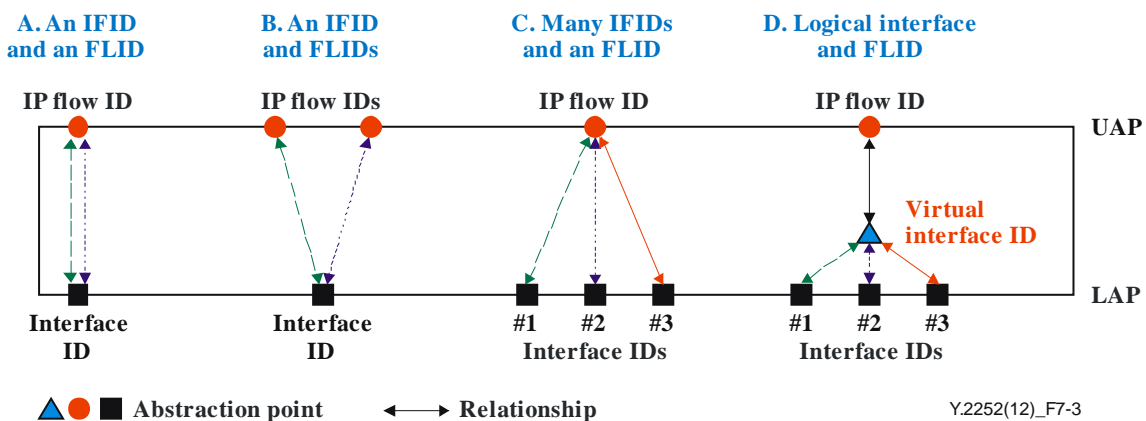 A. An IFID and an FLID
B. An IFID and FLIDs
C. Many IFIDs and an FLID
D. Logical interface and FLID
IP flow ID
IP flow IDs
IP flow ID
IP flow ID
UAP
Virtual interface ID
LAP
Interface ID
Interface ID
#1 #2 #3
Interface IDs
#1 #2 #3
Interface IDs
Abstraction point
Relationship
Y.2252(12)_F7-3